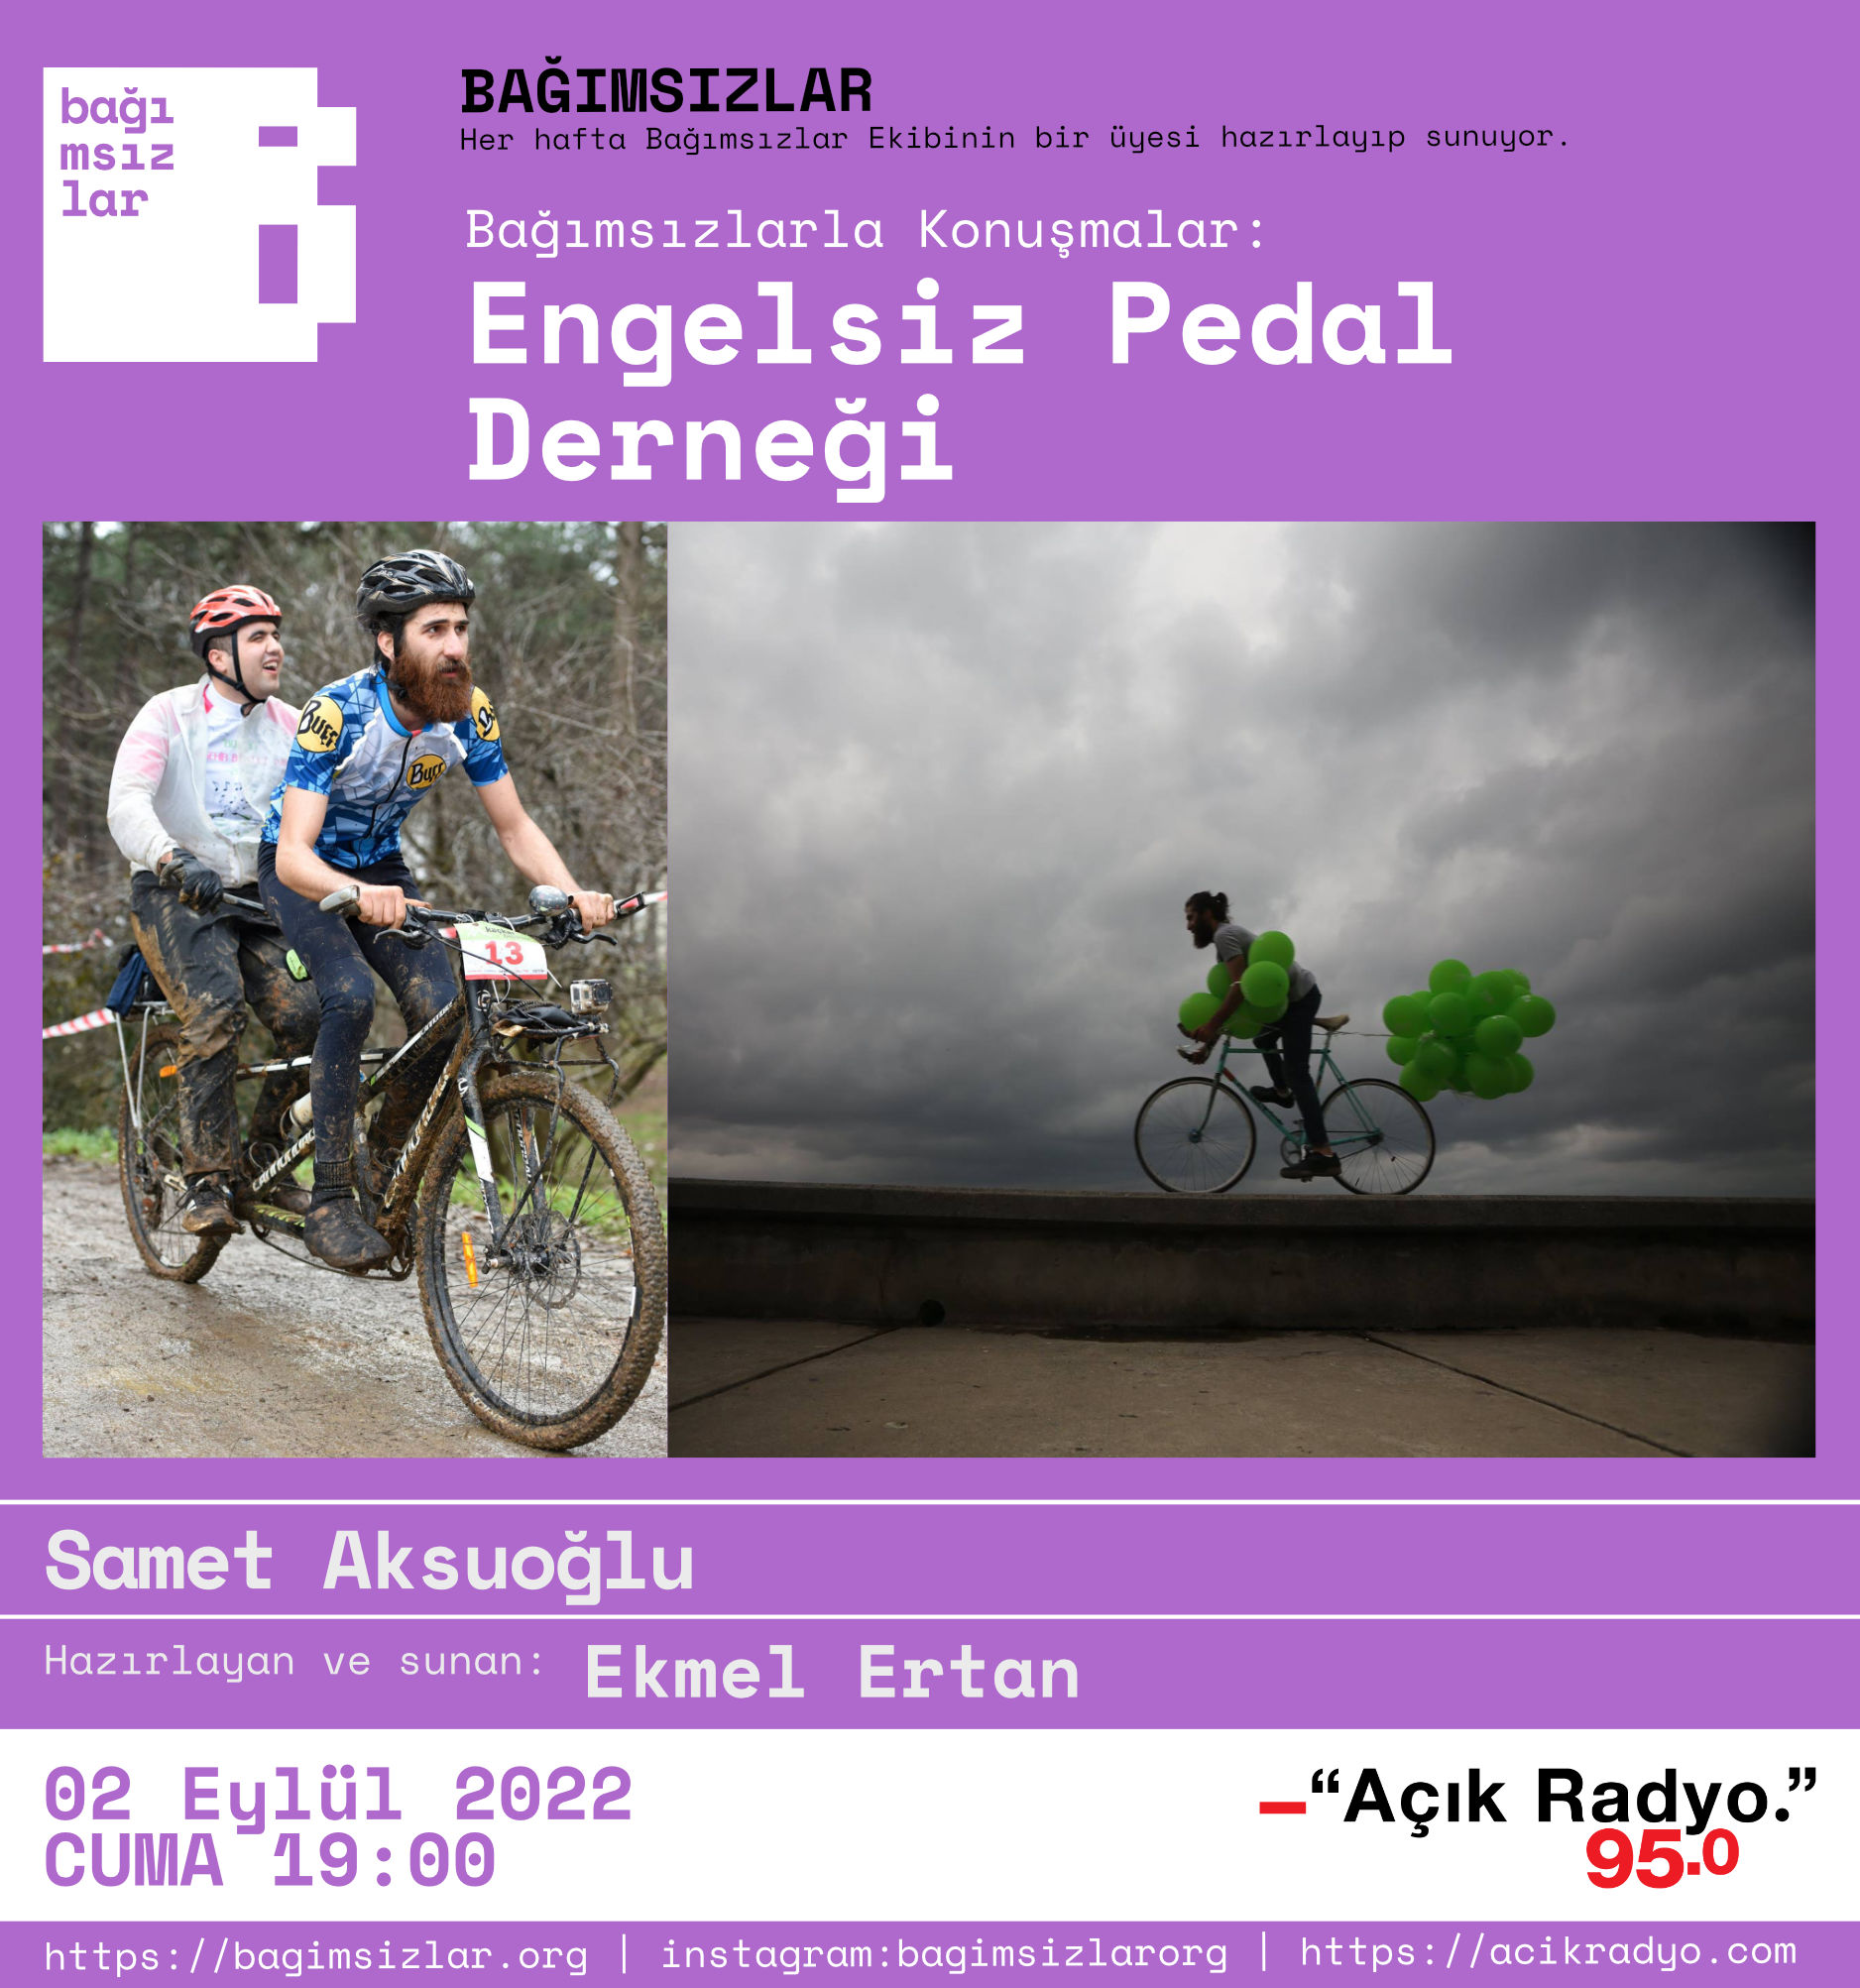 bağı
msız
lar
BAĞIMSIZLAR
Her hafta Bağımsızlar Ekibinin bir üyesi hazırlayıp sunuyor.
Bağımsızlarla Konuşmalar:
Engelsiz Pedal
Derneği
BUFF
BUFF
13
Samet Aksuoğlu
Hazırlayan ve sunan: Ekmel Ertan
02 Eylül 2022
CUMA 19:00
–“Açık Radyo.”
95.0
https://bagimsizlar.org | instagram:bagimsizlarorg | https://acikradyo.com